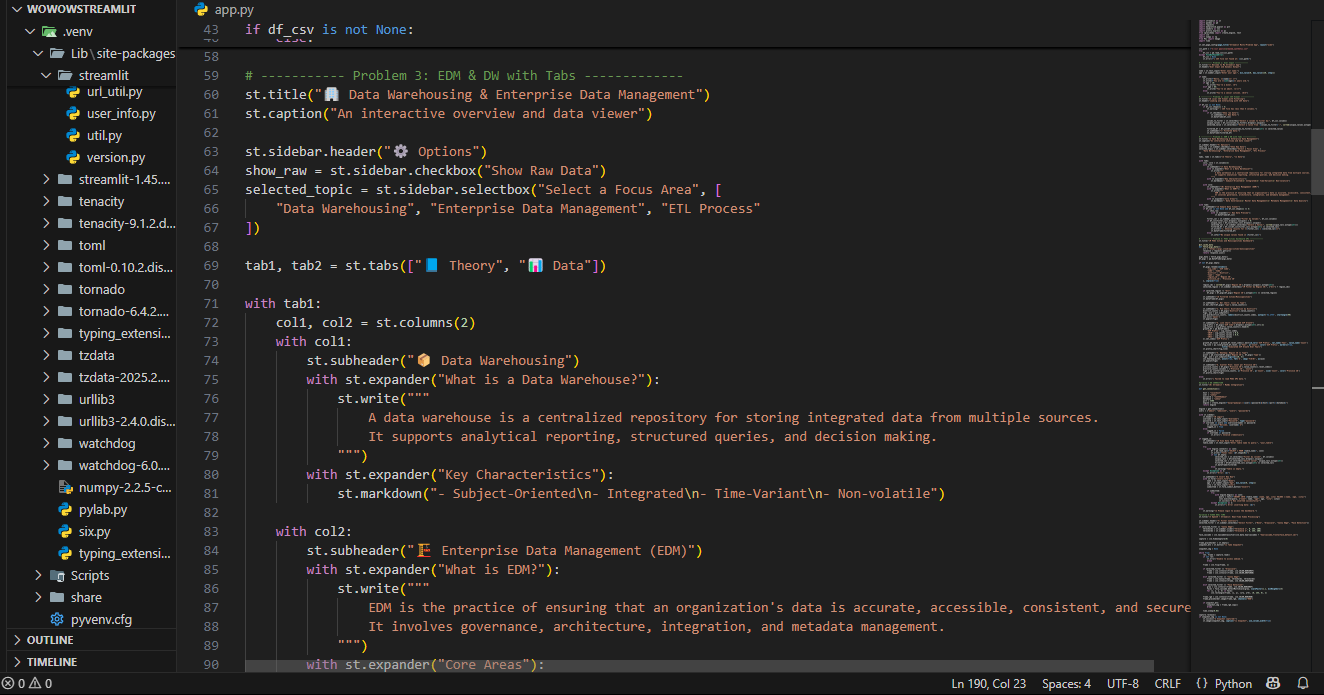 WOWOWSTREAMLIT
.venv
Lib\site-packages
streamlit
url_util.py
user_info.py
util.py
version.py
streamlit-1.45....
tenacity
tenacity-9.1.2.d...
toml
toml-0.10.2.dis...
tornado
tornado-6.4.2....
typing_extensi...
tzdata
tzdata-2025.2....
urllib3
urllib3-2.4.0.dis...
watchdog
watchdog-6.0....
numpy-2.2.5-c...
pylab.py
six.py
typing_extensi...
Scripts
share
pyvenv.cfg
OUTLINE
TIMELINE
app.py
43 if df_csv is not None:
58
59 # ----------- Problem 3: EDM & DW with Tabs -------------
60 st.title("🏢 Data Warehousing & Enterprise Data Management")
61 st.caption("An interactive overview and data viewer")
62
63 st.sidebar.header("⚙️ Options")
64 show_raw = st.sidebar.checkbox("Show Raw Data")
65 selected_topic = st.sidebar.selectbox("Select a Focus Area", [
66     "Data Warehousing", "Enterprise Data Management", "ETL Process"
67 ])
68
69 tab1, tab2 = st.tabs(["📘 Theory", "📊 Data"])
70
71 with tab1:
72     col1, col2 = st.columns(2)
73     with col1:
74         st.subheader("📦 Data Warehousing")
75         with st.expander("What is a Data Warehouse?"):
76             st.write("""
77                 A data warehouse is a centralized repository for storing integrated data from multiple sources.
78                 It supports analytical reporting, structured queries, and decision making.
79             """)
80         with st.expander("Key Characteristics"):
81             st.markdown("- Subject-Oriented\n- Integrated\n- Time-Variant\n- Non-volatile")
82
83     with col2:
84         st.subheader("🏗️ Enterprise Data Management (EDM)")
85         with st.expander("What is EDM?"):
86             st.write("""
87                 EDM is the practice of ensuring that an organization's data is accurate, accessible, consistent, and secure
88                 It involves governance, architecture, integration, and metadata management.
89             """)
90         with st.expander("Core Areas"):
0 0
Ln 190, Col 23 Spaces: 4 UTF-8 CRLF {} Python